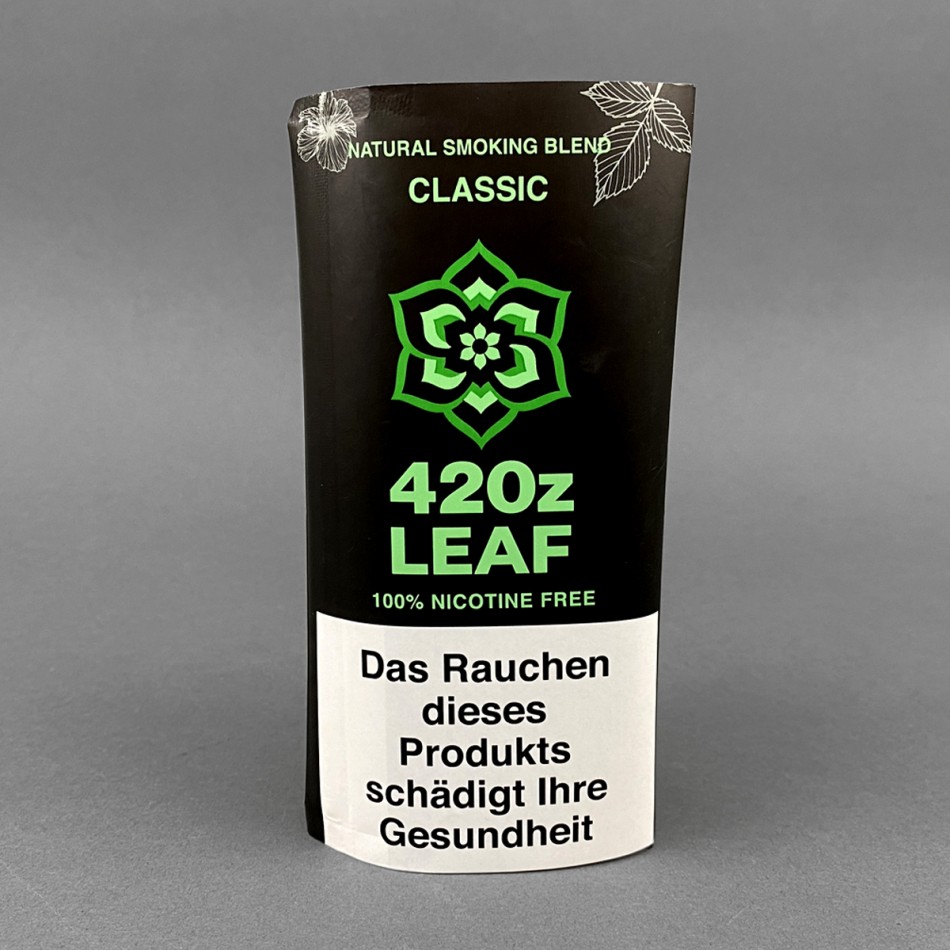 NATURAL SMOKING BLEND
CLASSIC
420z
LEAF
100% NICOTINE FREE
Das Rauchen
dieses
Produkts
schädigt Ihre
Gesundheit